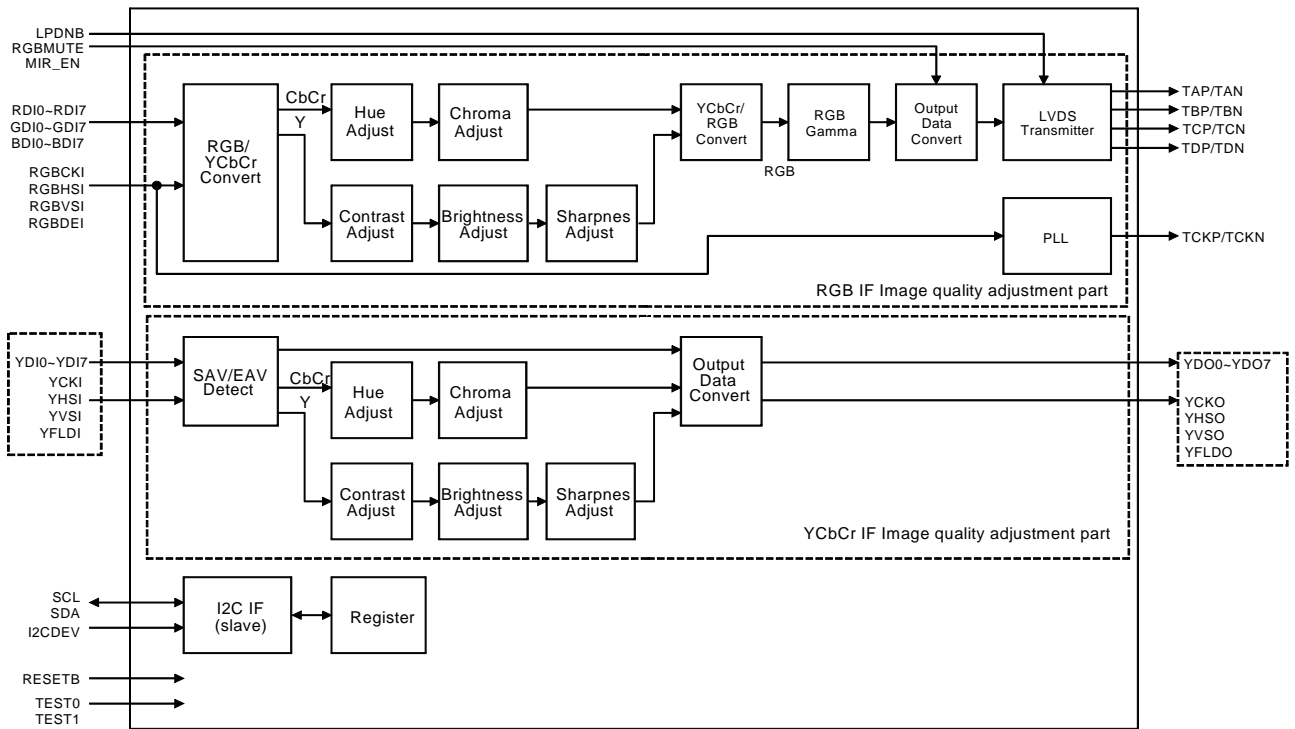 LPDNB
RGBMUTE
MIR_EN
RDI0~RDI7
GDI0~GDI7
BDI0~BDI7
RGBCKI
RGBHSI
RGBVSI
RGBDEI
RGB/
YCbCr
Convert
CbCr
Y
Hue
Adjust
Chroma
Adjust
Contrast
Adjust
Brightness
Adjust
Sharpnes
Adjust
YCbCr/
RGB
Convert
RGB
RGB
Gamma
Output
Data
Convert
LVDS
Transmitter
PLL
TAP/TAN
TBP/TBN
TCP/TCN
TDP/TDN
TCKP/TCKN
RGB IF Image quality adjustment part
YDI0~YDI7
YCKI
YHSI
YVSI
YFLDI
SAV/EAV
Detect
CbCr
Y
Hue
Adjust
Chroma
Adjust
Contrast
Adjust
Brightness
Adjust
Sharpnes
Adjust
Output
Data
Convert
YDO0~YDO7
YCKO
YHSO
YVSO
YFLDO
YCbCr IF Image quality adjustment part
SCL
SDA
I2CDEV
I2C IF
(slave)
Register
RESETB
TEST0
TEST1